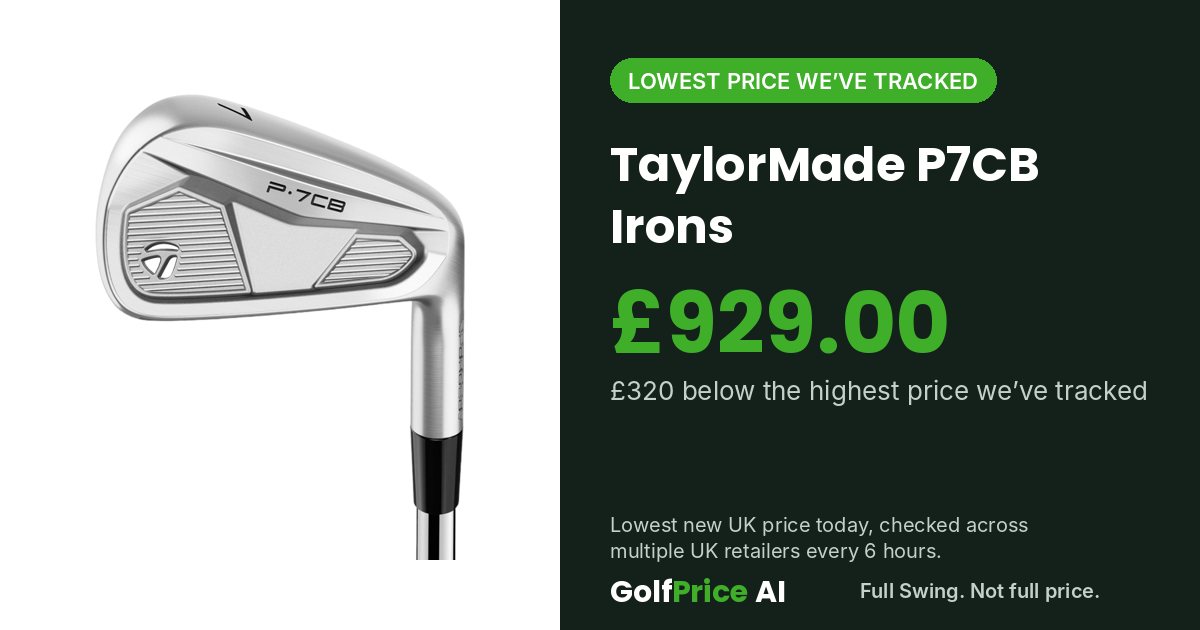 7
P·7CB
LOWEST PRICE WE’VE TRACKED
TaylorMade P7CB
Irons
£929.00
£320 below the highest price we’ve tracked
Lowest new UK price today, checked across
multiple UK retailers every 6 hours.
GolfPrice AI
Full Swing. Not full price.